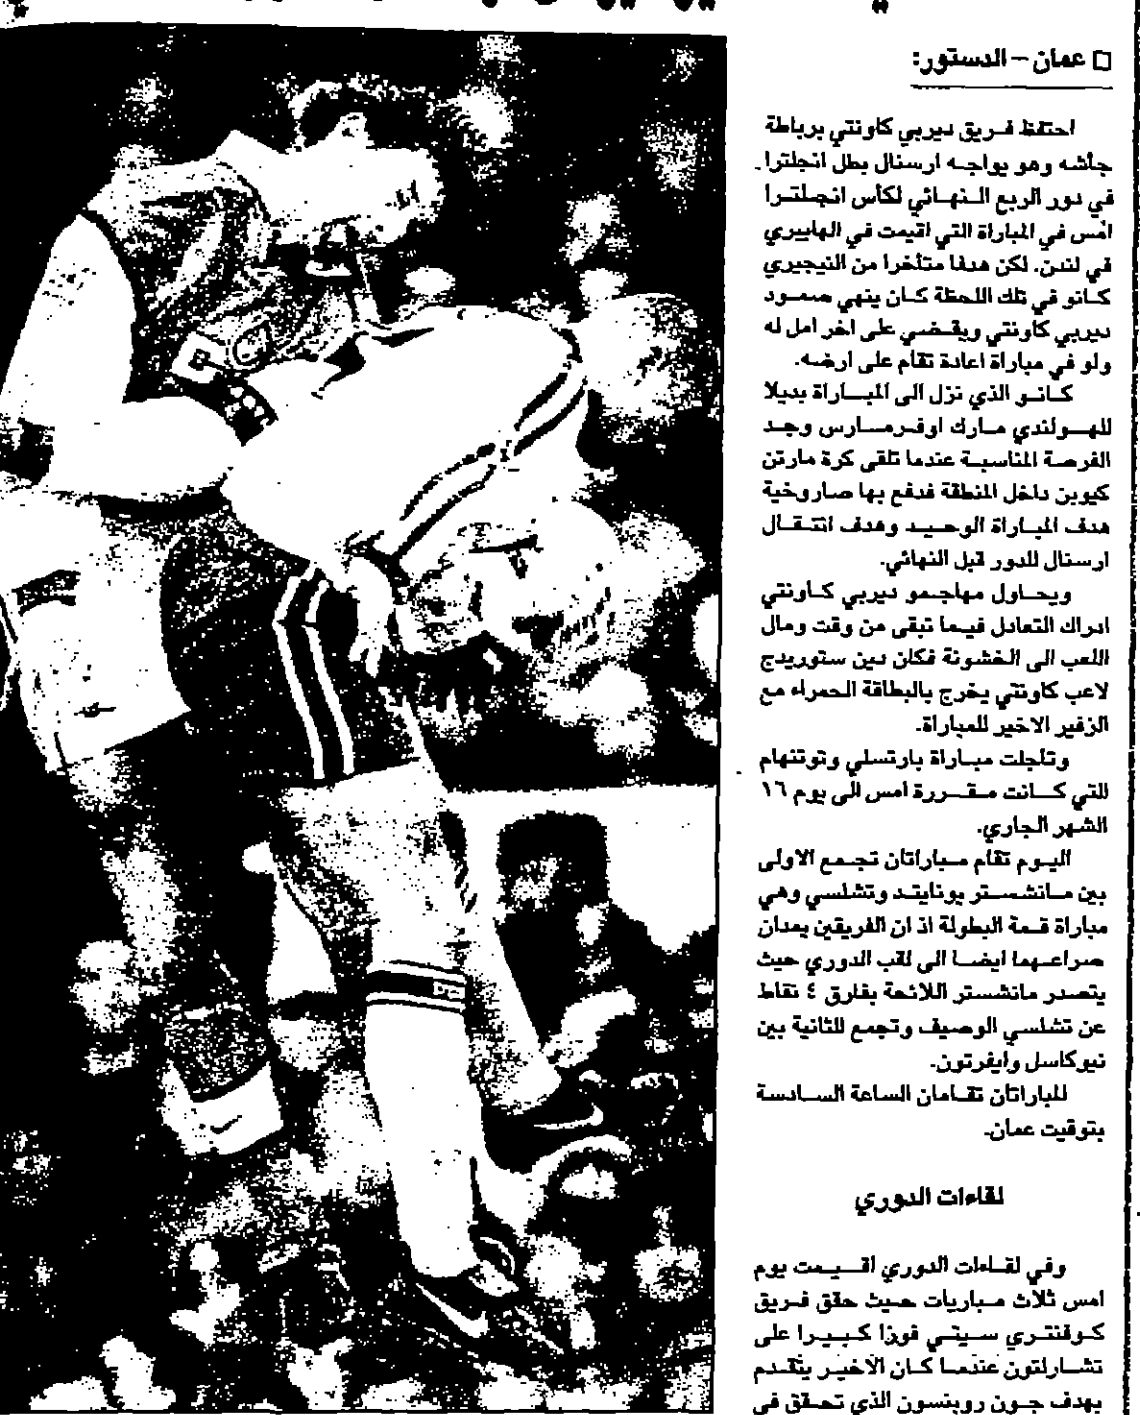 □ عمان – الدستور:
احتفظ فريق ديربي كاونتي برباطة
جأشه وهو يواجه ارسنال بطل انجلترا
في دور الربع النهائي لكأس انجلترا
امس في المباراة التي اقيمت في الهايبري
في لندن. لكن هدفا متأخرا من النيجيري
كانو في تلك اللحظة كان ينهي صمود
ديربي كاونتي ويقضي على اخر امل له
ولو في مباراة اعادة تقام على ارضه.
كانو الذي نزل الى المباراة بديلا
للهولندي مارك اوفرمارس وجد
الفرصة المناسبة عندما تلقى كرة مارتن
كيوبن داخل المنطقة فدفع بها صاروخية
هدف المباراة الوحيد وهدف انتقال
ارسنال للدور قبل النهائي.
ويحاول مهاجمو ديربي كاونتي
ادراك التعادل فيما تبقى من وقت ومال
اللعب الى الخشونة فكان دين ستوريدج
لاعب كاونتي يخرج بالبطاقة الحمراء مع
الزفير الاخير للمباراة.
وتأجلت مباراة بارتسلي وتوتنهام
التي كانت مقررة امس الى يوم ١٦
الشهر الجاري.
اليوم تقام مباراتان تجمع الاولى
بين مانشستر يونايتد وتشلسي وهي
مباراة قمة البطولة اذ ان الفريقين يمدان
صراعهما ايضا الى لقب الدوري حيث
يتصدر مانشستر اللائحة بفارق ٤ نقاط
عن تشلسي الوصيف وتجمع الثانية بين
نيوكاسل وايفرتون.
المباراتان تقامان الساعة السادسة
بتوقيت عمان.
لقاءات الدوري
وفي لقاءات الدوري اقيمت يوم
امس ثلاث مباريات حيث حقق فريق
كوفنتري سيتي فوزا كبيرا على
تشارلتون عندما كان الاخير يتقدم
بهدف جون روبنسون الذي تحقق في